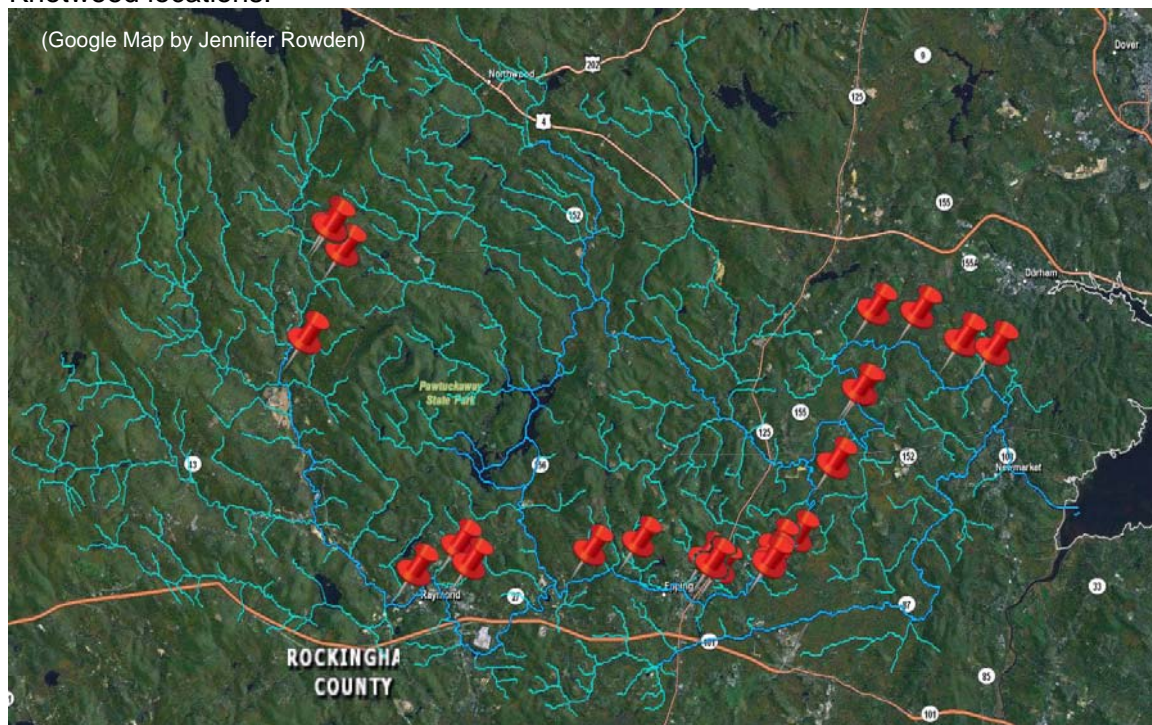 Knotwood locations.
(Google Map by Jennifer Rowden)
Dover
9
202
Northwood
125
4
155
152
155A
Durham
Pawtuckaway
State Park
155
125
43
156
152
108
Newmarket
Raymond
27
Epping
87
33
101
ROCKINGHA
COUNTY
85
101